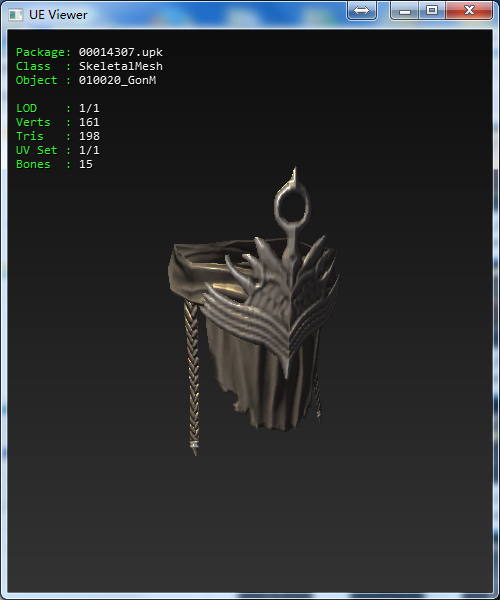 UE Viewer
Package: 00014307.upk
Class : SkeletalMesh
Object : 010020_GonM
LOD : 1/1
Verts : 161
Tris : 198
UV Set : 1/1
Bones : 15